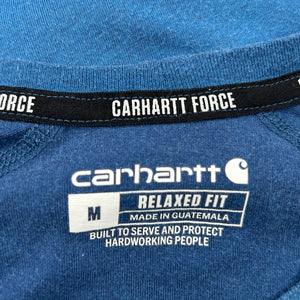 FORCE
CARHARTT FORCE
carhartt
M
RELAXED FIT
MADE IN GUATEMALA
BUILT TO SERVE AND PROTECT
HARDWORKING PEOPLE